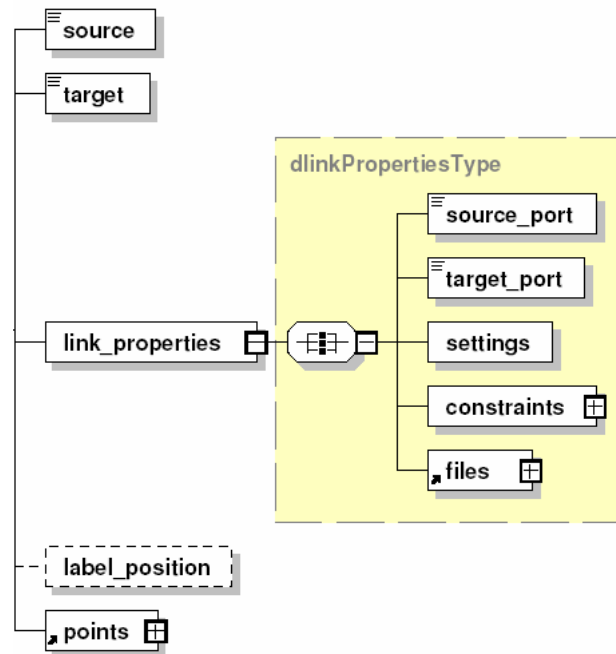 source
target
dlinkPropertiesType
source_port
target_port
link_properties
settings
constraints
files
label_position
points